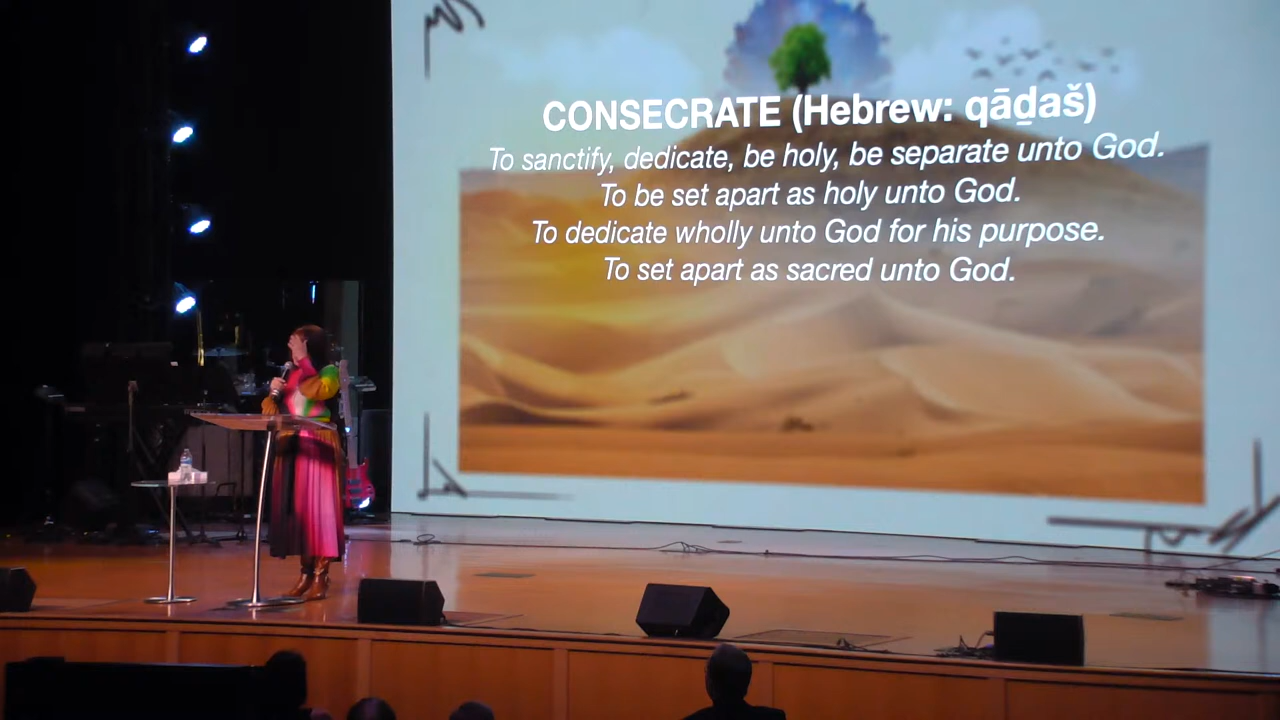 CONSECRATE (Hebrew: qāḏaš)
To sanctify, dedicate, be holy, be separate unto God.
To be set apart as holy unto God.
To dedicate wholly unto God for his purpose.
To set apart as sacred unto God.